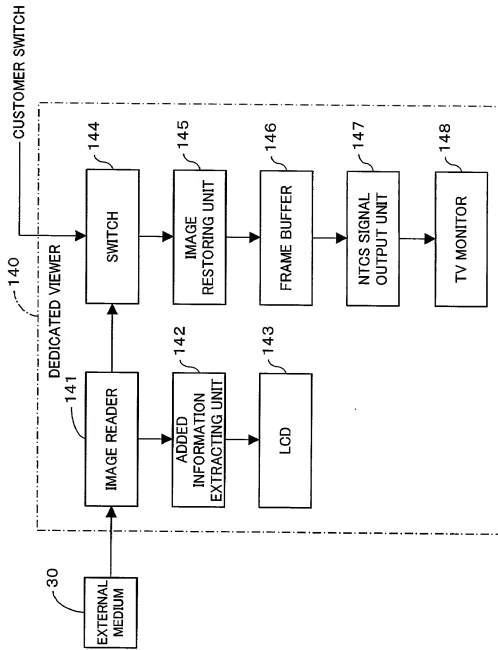 CUSTOMER SWITCH
140
DEDICATED VIEWER
30
EXTERNAL
MEDIUM
141
IMAGE READER
144
SWITCH
142
ADDED
INFORMATION
EXTRACTING UNIT
145
IMAGE
RESTORING UNIT
143
LCD
146
FRAME BUFFER
147
NTCS SIGNAL
OUTPUT UNIT
148
TV MONITOR